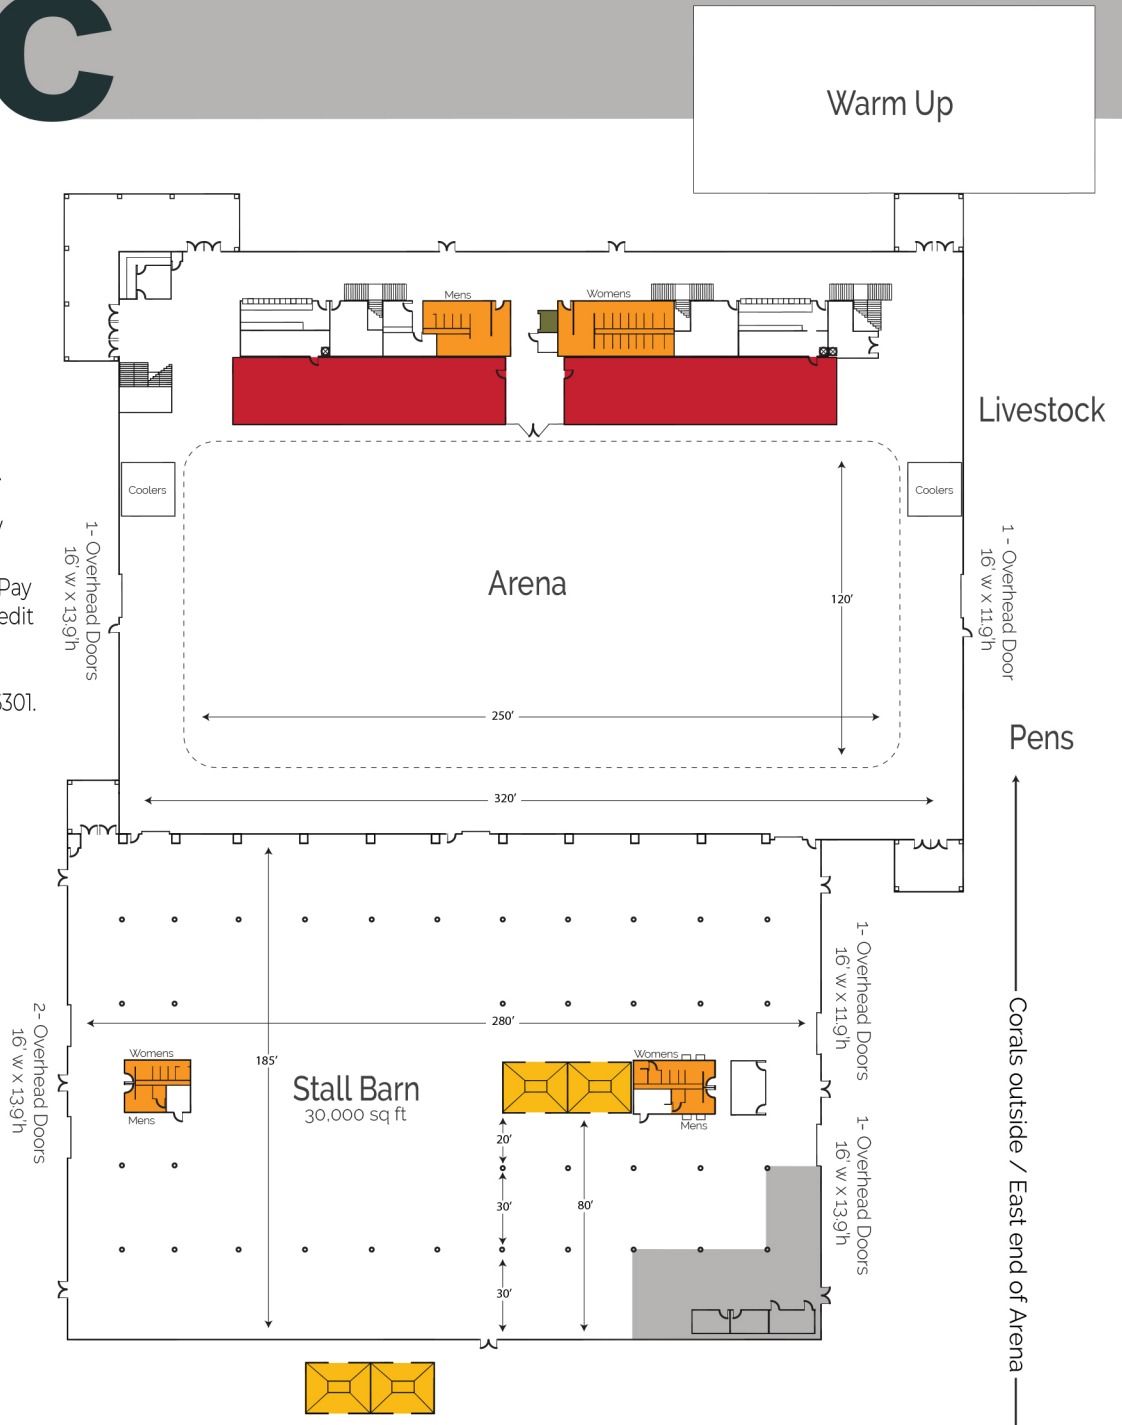 C
Warm Up
Mens
Womens
Livestock
Coolers
Coolers
1- Overhead Doors
16' w x 13.9'h
Arena
120'
1 - Overhead Door
16' w x 11.9'h
Pay
edit
301.
250'
Pens
320'
1- Overhead Doors
16' w x 11.9'h
280'
2- Overhead Doors
16' w x 13.9'h
185'
Womens
Mens
Stall Barn
30,000 sq ft
Womens
Mens
20'
30'
80'
30'
1- Overhead Doors
16' w x 13.9'h
Corals outside / East end of Arena